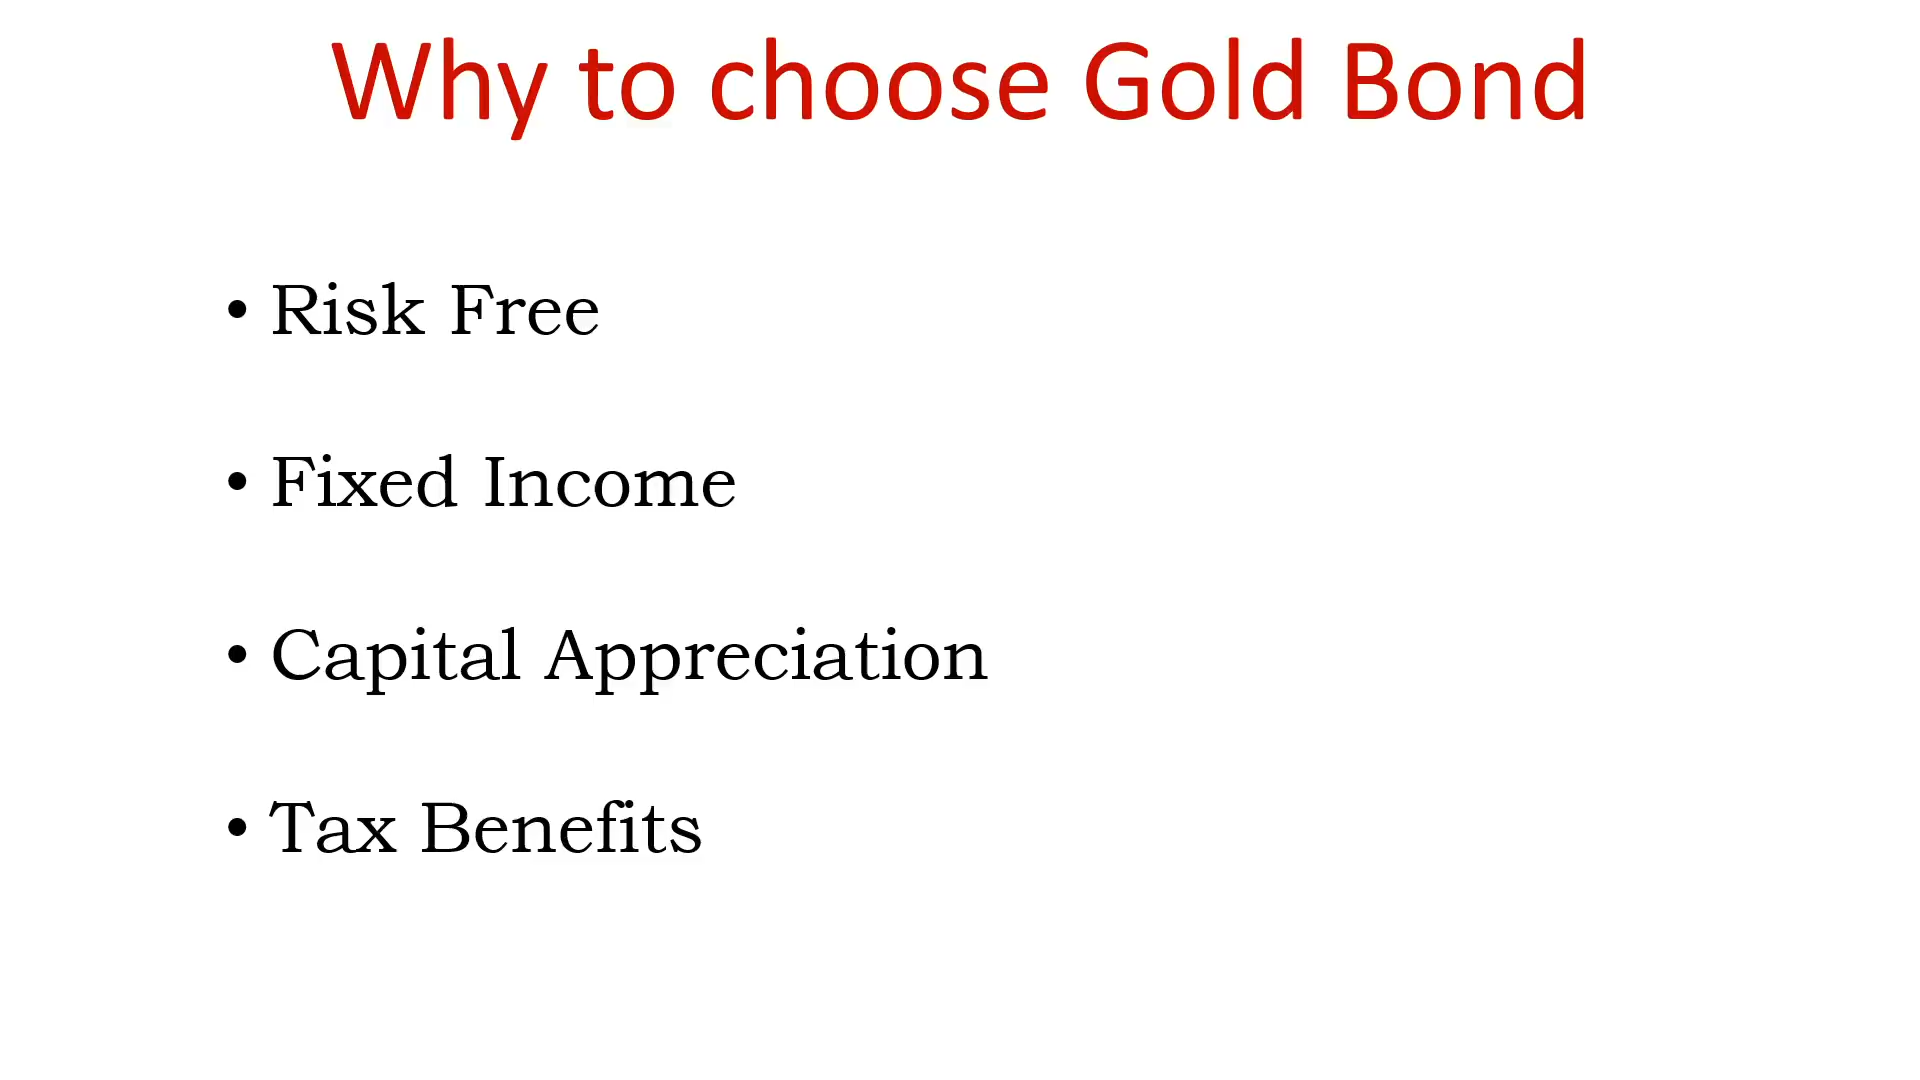 Why to choose Gold Bond
• Risk Free
• Fixed Income
• Capital Appreciation
• Tax Benefits